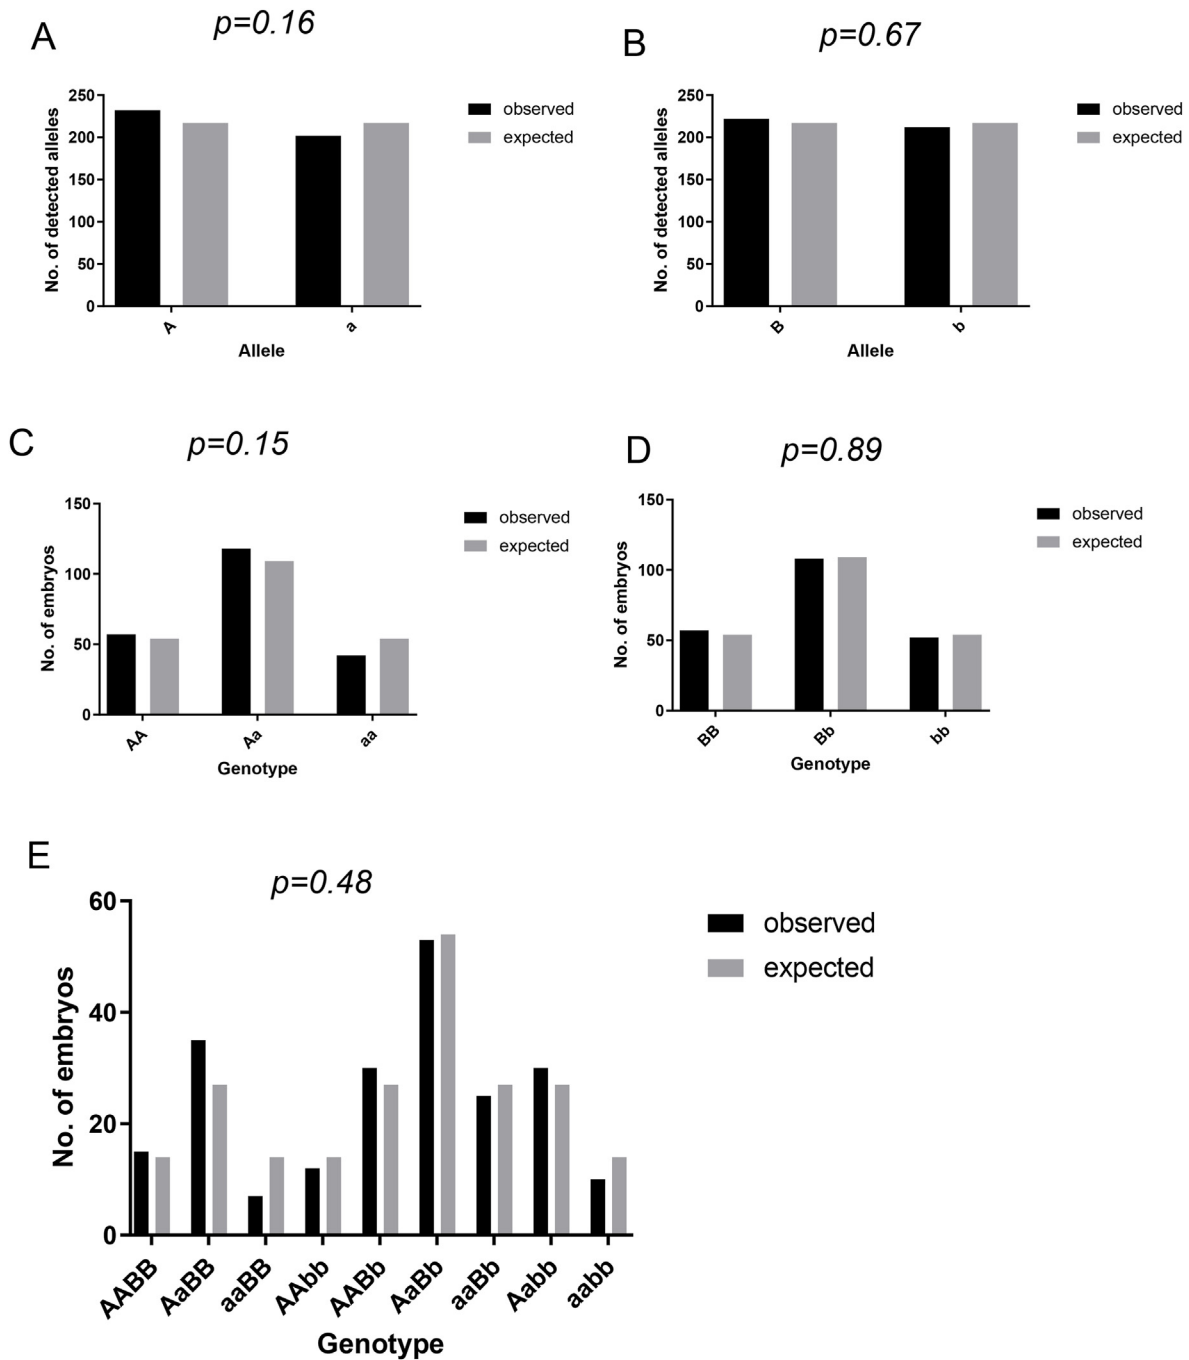 A
p=0.16
No. of detected alleles
250
200
150
100
50
0
A
a
Allele
observed
expected
B
p=0.67
No. of detected alleles
250
200
150
100
50
0
B
b
Allele
observed
expected
C
p=0.15
No. of embryos
150
100
50
0
AA
Aa
aa
Genotype
observed
expected
D
p=0.89
No. of embryos
150
100
50
0
BB
Bb
bb
Genotype
observed
expected
E
p=0.48
No. of embryos
60
40
20
0
AABB
AaBB
aaBB
AAbb
AABb
AaBb
aaBb
Aabb
aabb
Genotype
observed
expected